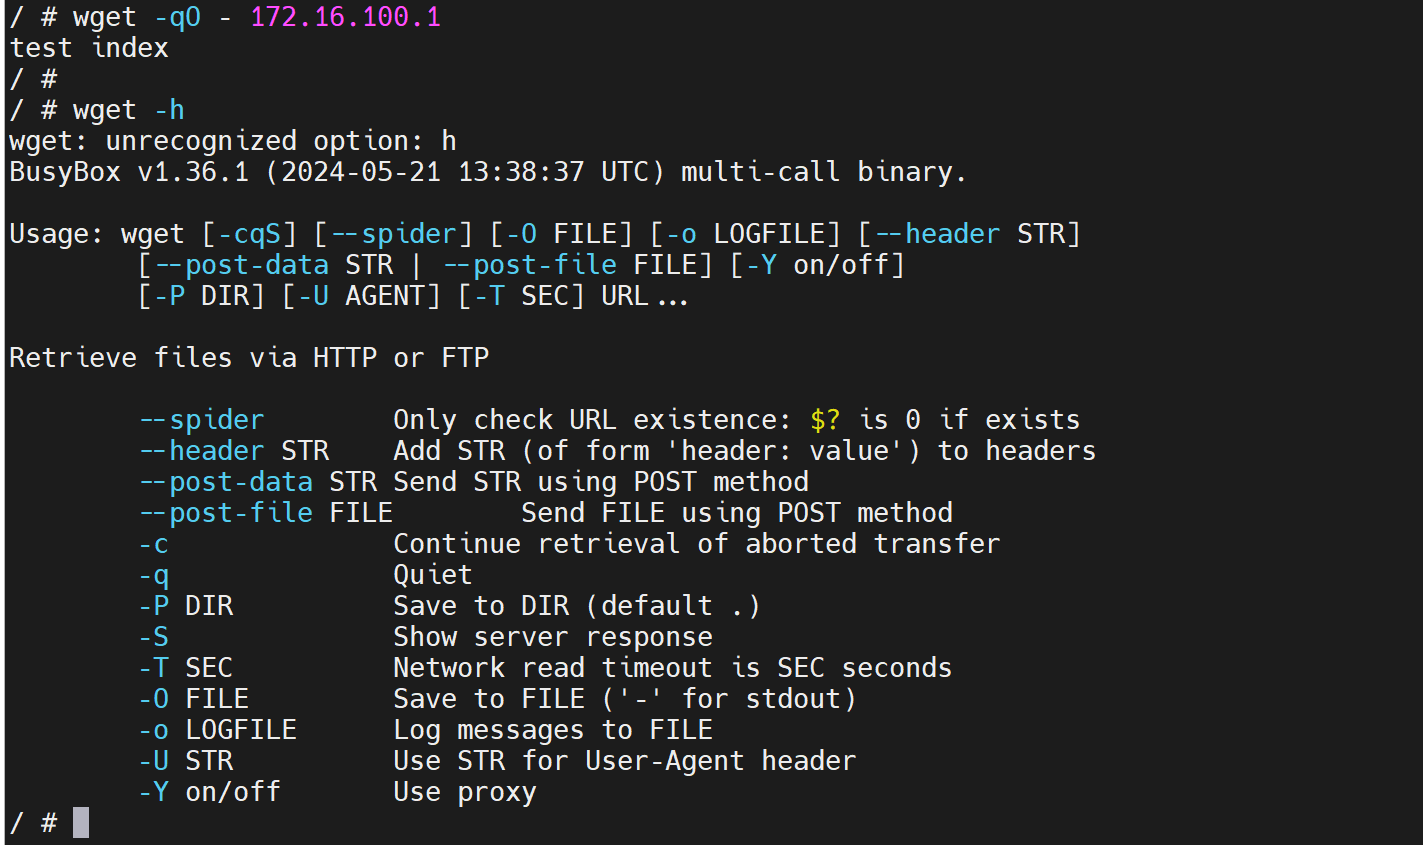 / # wget -qO - 172.16.100.1
test index
/ #
/ # wget -h
wget: unrecognized option: h
BusyBox v1.36.1 (2024-05-21 13:38:37 UTC) multi-call binary.
Usage: wget [-cqS] [--spider] [-O FILE] [-o LOGFILE] [--header STR]
[--post-data STR | --post-file FILE] [-Y on/off]
[-P DIR] [-U AGENT] [-T SEC] URL...
Retrieve files via HTTP or FTP
--spider Only check URL existence: $? is 0 if exists
--header STR Add STR (of form 'header: value') to headers
--post-data STR Send STR using POST method
--post-file FILE Send FILE using POST method
-c Continue retrieval of aborted transfer
-q Quiet
-P DIR Save to DIR (default .)
-S Show server response
-T SEC Network read timeout is SEC seconds
-O FILE Save to FILE ('-' for stdout)
-o LOGFILE Log messages to FILE
-U STR Use STR for User-Agent header
-Y on/off Use proxy
/ #